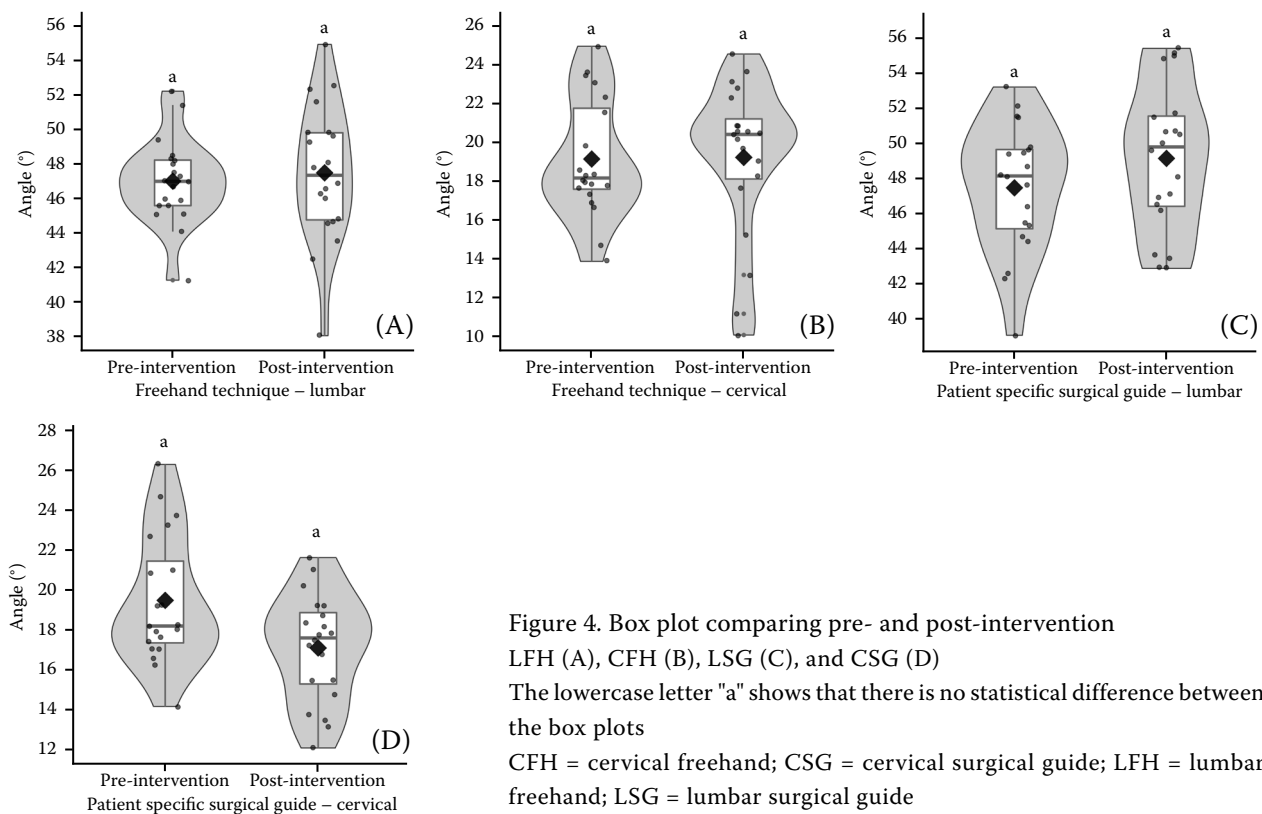 56
54
52
50
48
46
44
42
40
38
Angle (°)
a
a
(A)
Pre-intervention Post-intervention
Freehand technique – lumbar
26
24
22
20
18
16
14
12
10
Angle (°)
a
a
(B)
Pre-intervention Post-intervention
Freehand technique – cervical
56
52
48
44
40
Angle (°)
a
a
(C)
Pre-intervention Post-intervention
Patient specific surgical guide – lumbar
28
26
24
22
20
18
16
14
12
Angle (°)
a
a
(D)
Pre-intervention Post-intervention
Patient specific surgical guide – cervical
Figure 4. Box plot comparing pre- and post-intervention
LFH (A), CFH (B), LSG (C), and CSG (D)
The lowercase letter "a" shows that there is no statistical difference between
the box plots
CFH = cervical freehand; CSG = cervical surgical guide; LFH = lumbar
freehand; LSG = lumbar surgical guide